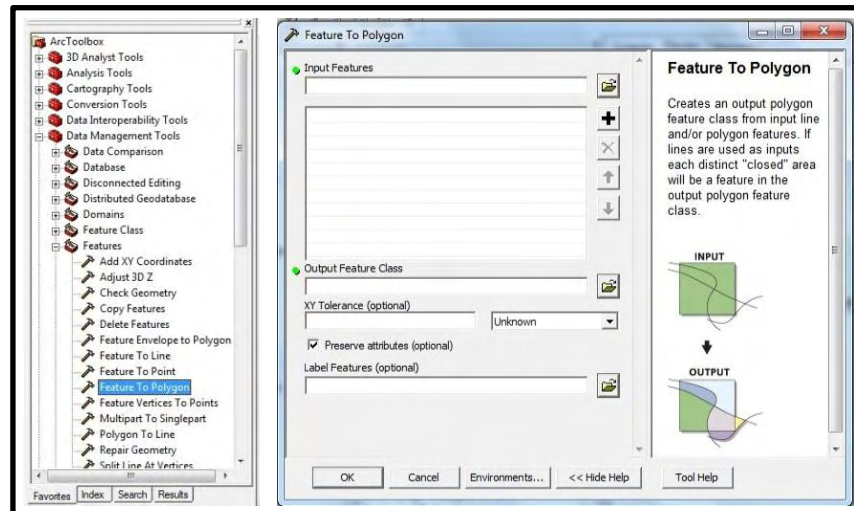 ArcToolbox
3D Analyst Tools
Analysis Tools
Cartography Tools
Conversion Tools
Data Interoperability Tools
Data Management Tools
Data Comparison
Database
Disconnected Editing
Distributed Geodatabase
Domains
Feature Class
Features
Add XY Coordinates
Adjust 3D Z
Check Geometry
Copy Features
Delete Features
Feature Envelope to Polygon
Feature To Line
Feature To Point
Feature To Polygon
Feature Vertices To Points
Multipart To Singlepart
Polygon To Line
Repair Geometry
Split Line At Vertices
Favorites Index Search Results
Feature To Polygon
Input Features
Output Feature Class
XY Tolerance (optional)
Unknown
Preserve attributes (optional)
Label Features (optional)
OK Cancel Environments... << Hide Help Tool Help
Feature To Polygon
Creates an output polygon
feature class from input line
and/or polygon features. If
lines are used as inputs
each distinct "closed" area
will be a feature in the
output polygon feature
class.
INPUT
OUTPUT